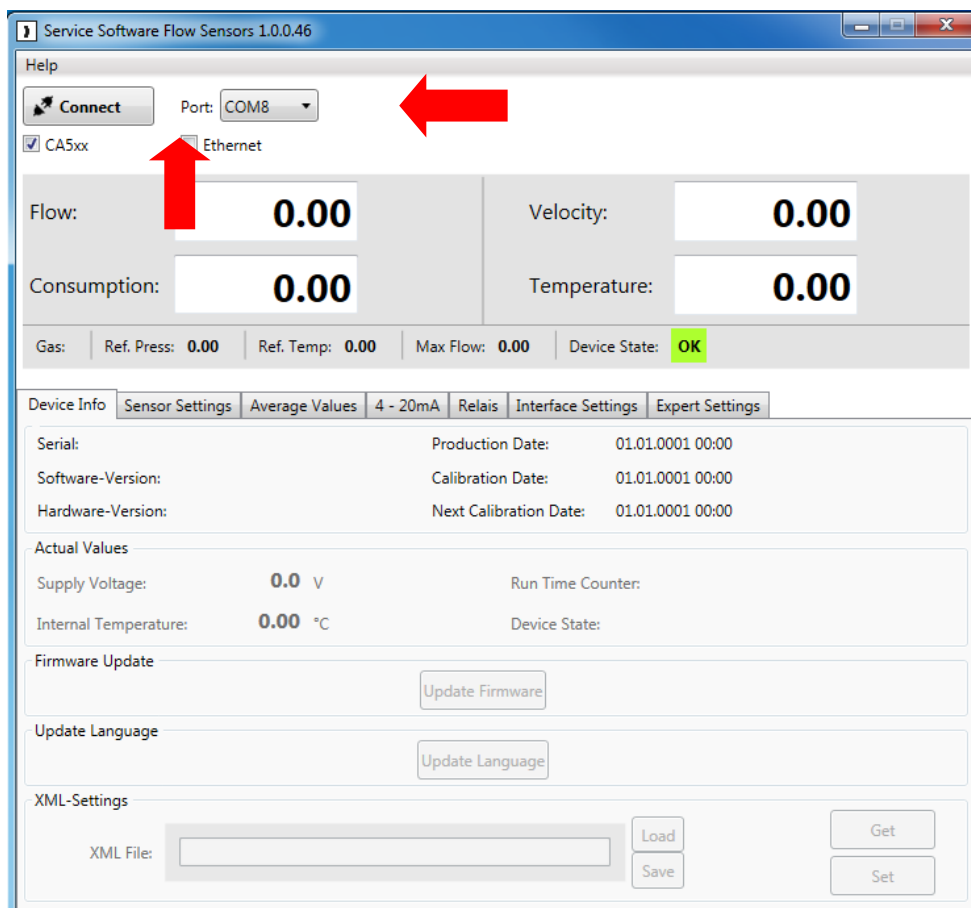 Service Software Flow Sensors 1.0.0.46
Help
Connect Port: COM8
CA5xx Ethernet
Flow: 0.00 Velocity: 0.00
Consumption: 0.00 Temperature: 0.00
Gas: Ref. Press: 0.00 Ref. Temp: 0.00 Max Flow: 0.00 Device State: OK
Device Info Sensor Settings Average Values 4 - 20mA Relais Interface Settings Expert Settings
Serial: Production Date: 01.01.0001 00:00
Software-Version: Calibration Date: 01.01.0001 00:00
Hardware-Version: Next Calibration Date: 01.01.0001 00:00
Actual Values
Supply Voltage: 0.0 V Run Time Counter:
Internal Temperature: 0.00 °C Device State:
Firmware Update
Update Firmware
Update Language
Update Language
XML-Settings
XML File: Load Get
Save Set